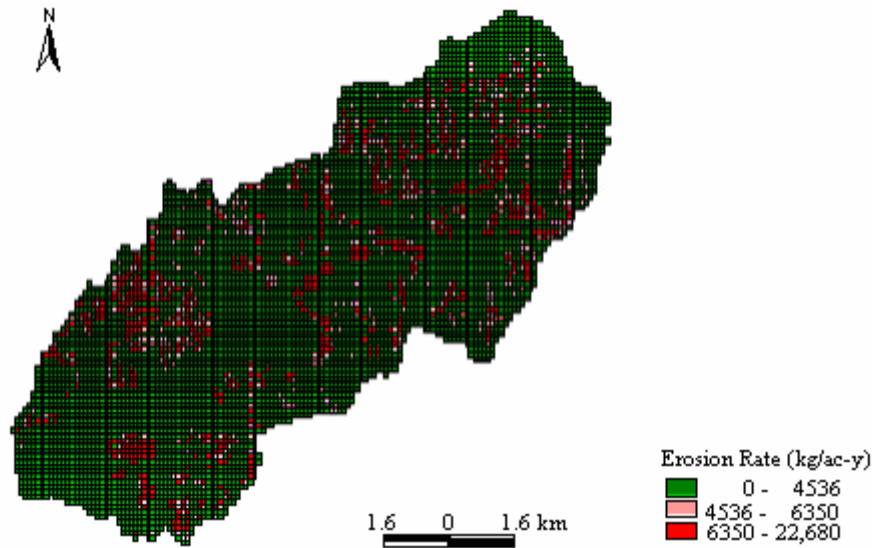 N
Erosion Rate (kg/ac-y)
0 - 4536
4536 - 6350
6350 - 22,680
1.6 0 1.6 km